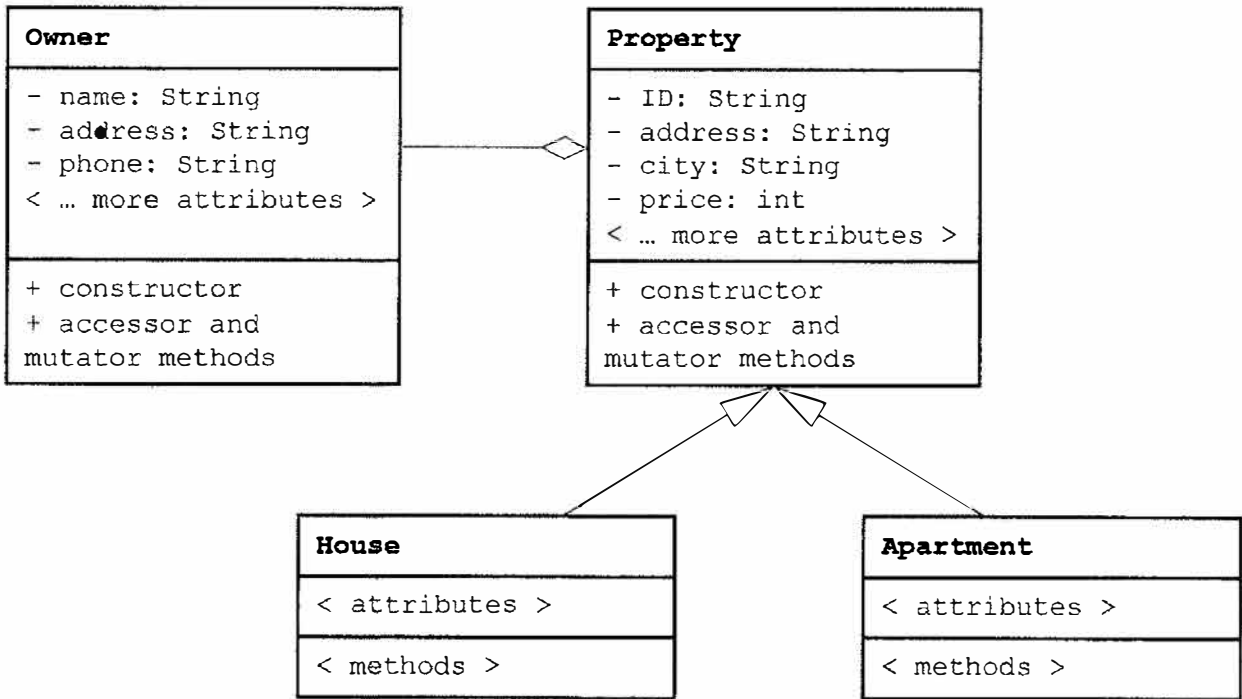 Owner
- name: String
- address: String
- phone: String
< … more attributes >
+ constructor
+ accessor and
mutator methods
Property
- ID: String
- address: String
- city: String
- price: int
< … more attributes >
+ constructor
+ accessor and
mutator methods
House
< attributes >
< methods >
Apartment
< attributes >
< methods >